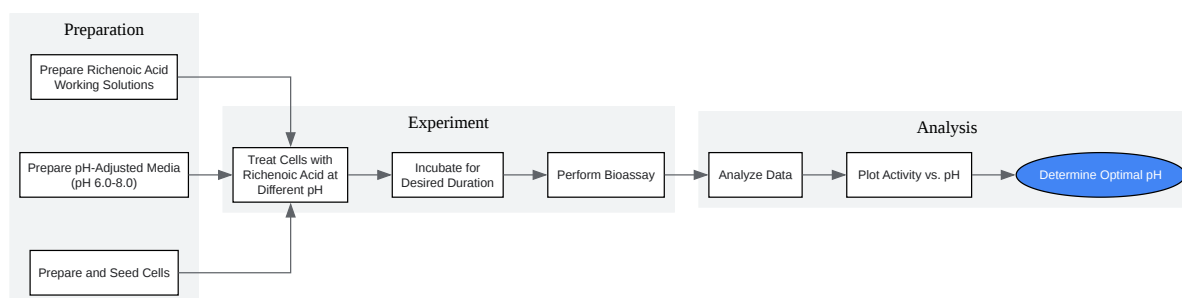 Preparation
Prepare Richenoic Acid
Working Solutions
Prepare pH-Adjusted Media
(pH 6.0-8.0)
Prepare and Seed Cells
Experiment
Treat Cells with
Richenoic Acid at
Different pH
Incubate for
Desired Duration
Perform Bioassay
Analysis
Analyze Data
Plot Activity vs. pH
Determine Optimal pH